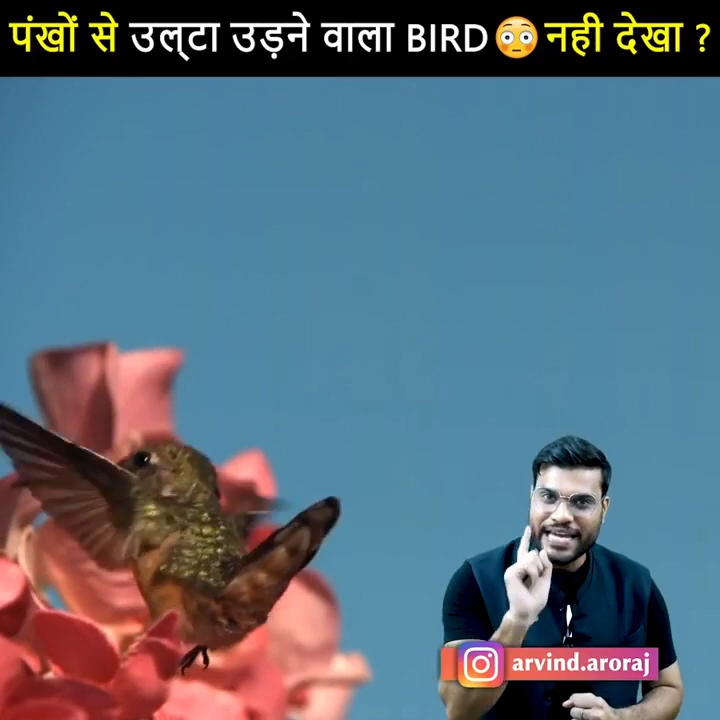 पंखों से उल्टा उड़ने वाला BIRD😳नही देखा ?
arvind.aroraj